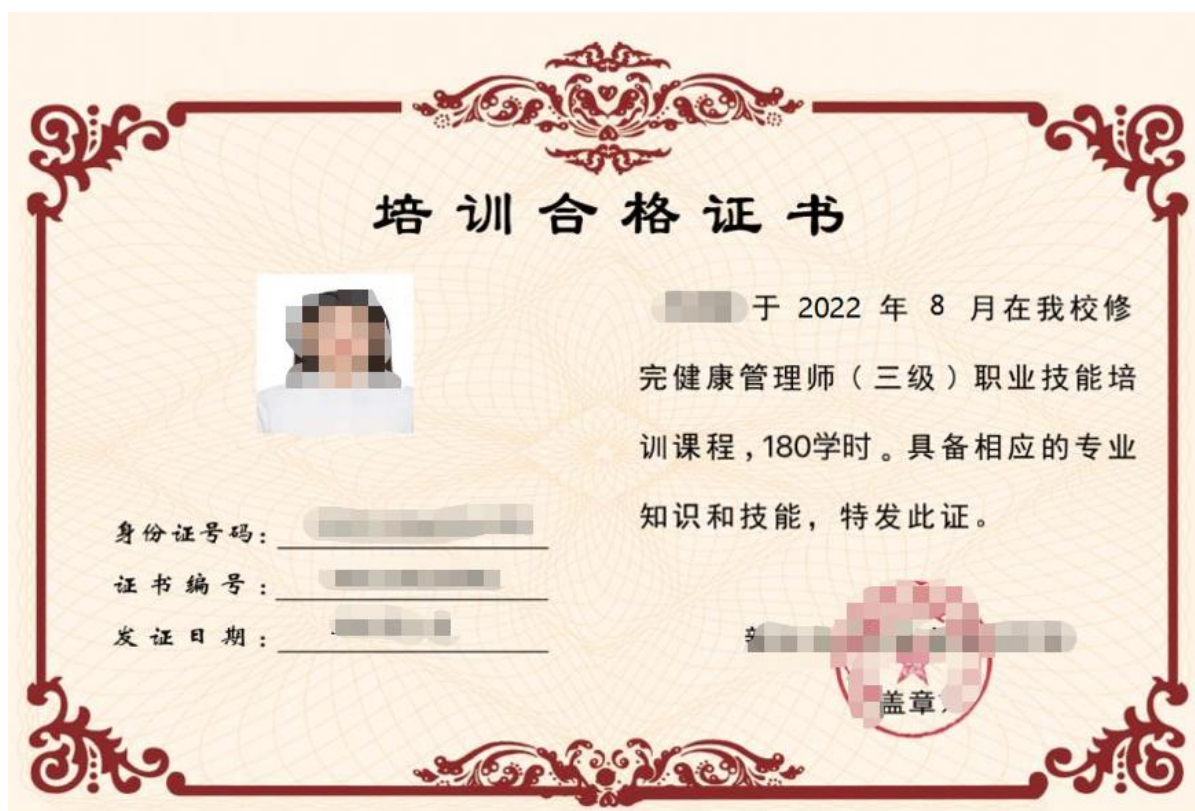 培训合格证书
于 2022 年 8 月在我校修
完健康管理师（三级）职业技能培
训课程，180学时。具备相应的专业
知识和技能，特发此证。
身份证号码：
证书编号：
发证日期：
盖章